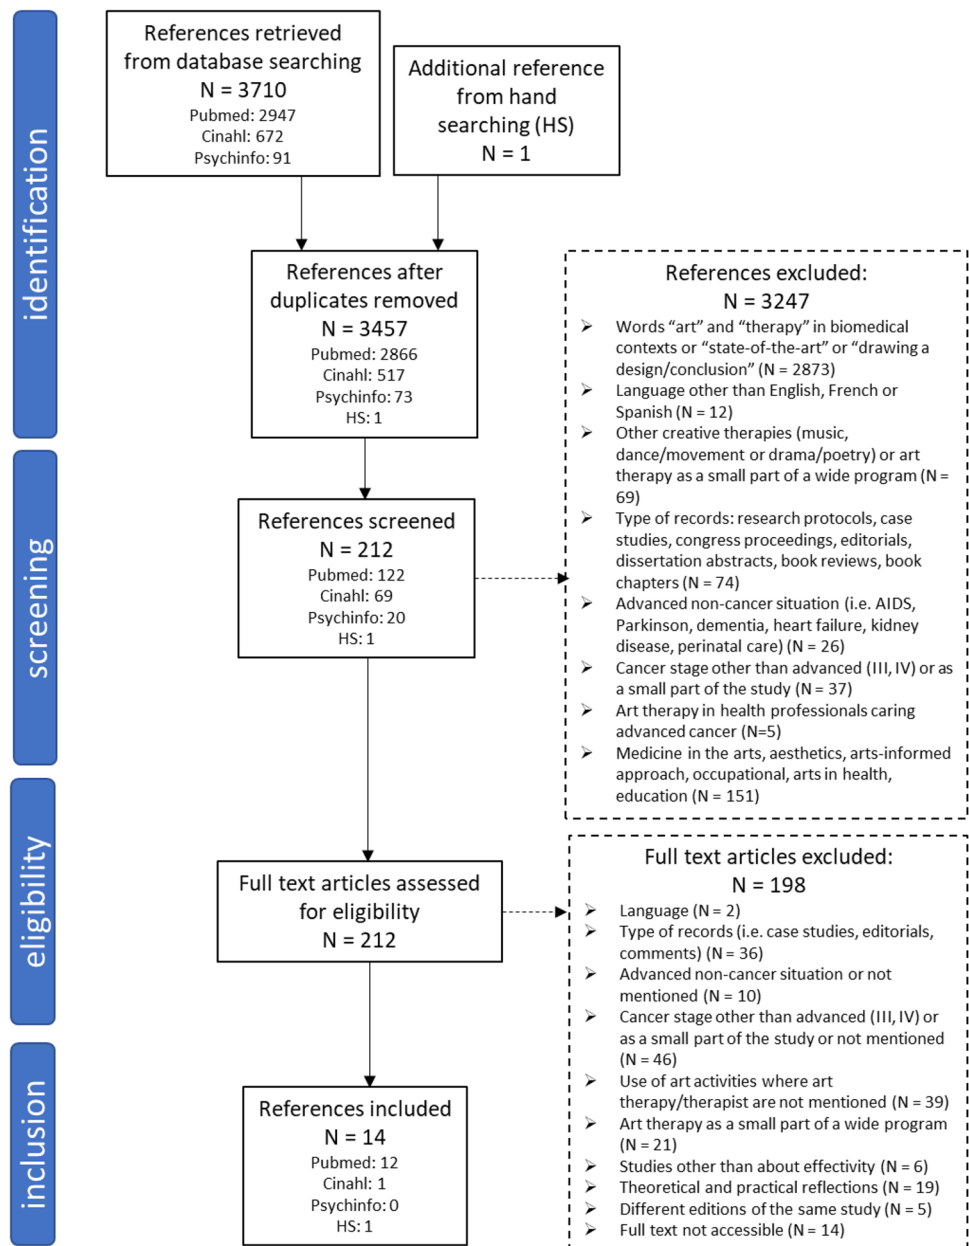 identification
References retrieved
from database searching
N = 3710
Pubmed: 2947
Cinahl: 672
Psychinfo: 91
Additional reference
from hand
searching (HS)
N = 1
References after
duplicates removed
N = 3457
Pubmed: 2866
Cinahl: 517
Psychinfo: 73
HS: 1
References excluded:
N = 3247
➢ Words “art” and “therapy” in biomedical
contexts or “state-of-the-art” or “drawing a
design/conclusion” (N = 2873)
➢ Language other than English, French or
Spanish (N = 12)
➢ Other creative therapies (music,
dance/movement or drama/poetry) or art
therapy as a small part of a wide program (N =
69)
➢ Type of records: research protocols, case
studies, congress proceedings, editorials,
dissertation abstracts, book reviews, book
chapters (N = 74)
➢ Advanced non-cancer situation (i.e. AIDS,
Parkinson, dementia, heart failure, kidney
disease, perinatal care) (N = 26)
➢ Cancer stage other than advanced (III, IV) or as
a small part of the study (N = 37)
➢ Art therapy in health professionals caring
advanced cancer (N=5)
➢ Medicine in the arts, aesthetics, arts-informed
approach, occupational, arts in health,
education (N = 151)
screening
References screened
N = 212
Pubmed: 122
Cinahl: 69
Psychinfo: 20
HS: 1
eligibility
Full text articles assessed
for eligibility
N = 212
Full text articles excluded:
N = 198
➢ Language (N = 2)
➢ Type of records (i.e. case studies, editorials,
comments) (N = 36)
➢ Advanced non-cancer situation or not
mentioned (N = 10)
➢ Cancer stage other than advanced (III, IV) or
as a small part of the study or not mentioned
(N = 46)
➢ Use of art activities where art
therapy/therapist are not mentioned (N = 39)
➢ Art therapy as a small part of a wide program
(N = 21)
➢ Studies other than about effectivity (N = 6)
➢ Theoretical and practical reflections (N = 19)
➢ Different editions of the same study (N = 5)
➢ Full text not accessible (N = 14)
inclusion
References included
N = 14
Pubmed: 12
Cinahl: 1
Psychinfo: 0
HS: 1